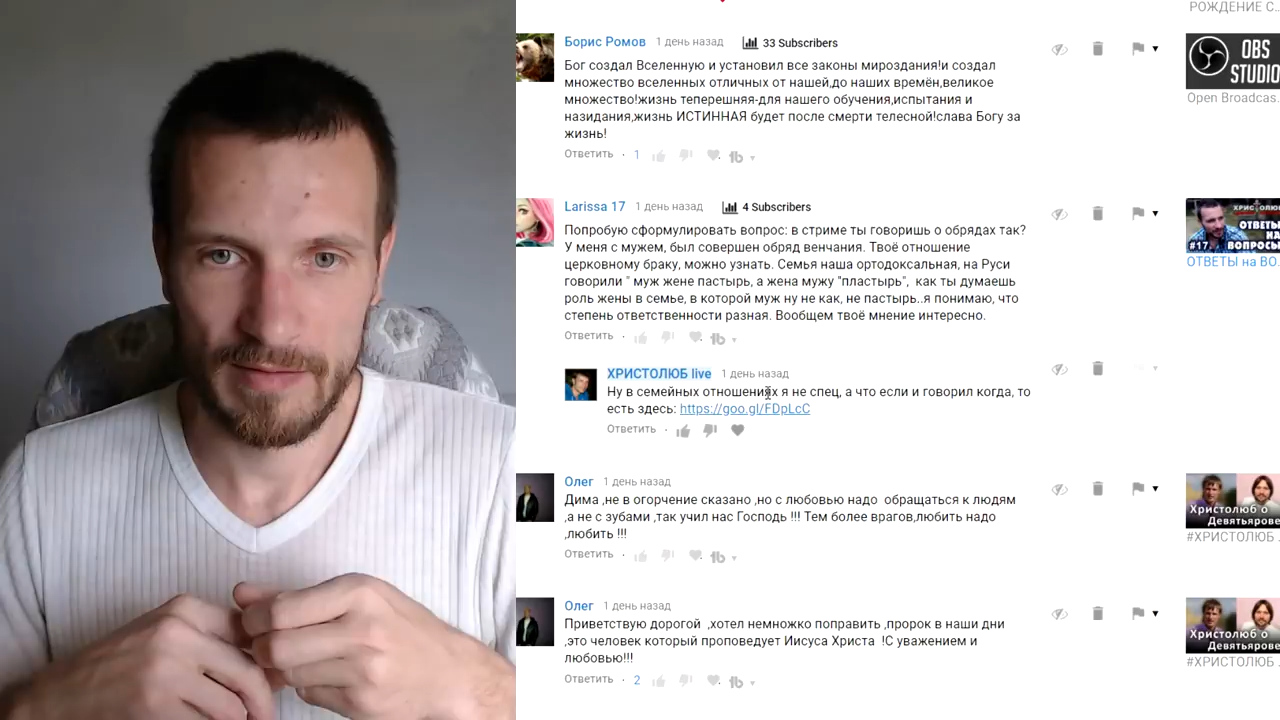 РОЖДЕНИЕ С...
Борис Ромов 1 день назад 33 Subscribers
Бог создал Вселенную и установил все законы мироздания!и создал
множество вселенных отличных от нашей,до наших времён,великое
множество!жизнь теперешняя-для нашего обучения,испытания и
назидания,жизнь ИСТИННАЯ будет после смерти телесной!слава Богу за
жизнь!
Ответить · 1
OBS
STUDIO
Open Broadcas...
Larissa 17 1 день назад 4 Subscribers
Попробую сформулировать вопрос: в стриме ты говоришь о обрядах так?
У меня с мужем, был совершен обряд венчания. Твоё отношение
церковному браку, можно узнать. Семья наша ортодоксальная, на Руси
говорили " муж жене пастырь, а жена мужу "пластырь", как ты думаешь
роль жены в семье, в которой муж ну не как, не пастырь..я понимаю, что
степень ответственности разная. Вообщем твоё мнение интересно.
Ответить ·
ХРИСТОЛЮБ
ОТВЕТЫ
НА
ВОПРОСЫ
#17
ОТВЕТЫ на ВО...
ХРИСТОЛЮБ live 1 день назад
Ну в семейных отношениях я не спец, а что если и говорил когда, то
есть здесь: https://goo.gl/FDpLcC
Ответить ·
Олег 1 день назад
Дима ,не в огорчение сказано ,но с любовью надо обращаться к людям
,а не с зубами ,так учил нас Господь !!! Тем более врагов,любить надо
,любить !!!
Ответить ·
Христолюб о
Девятьярове
#ХРИСТОЛЮБ ...
Олег 1 день назад
Приветствую дорогой ,хотел немножко поправить ,пророк в наши дни
,это человек который проповедует Иисуса Христа !С уважением и
любовью!!!
Ответить · 2
Христолюб о
Девятьярове
#ХРИСТОЛЮБ ...